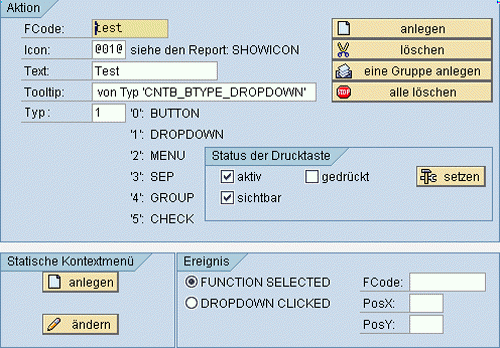 Aktion
FCode: test anlegen
Icon: @01@ siehe den Report: SHOWICON löschen
Text: Test eine Gruppe anlegen
Tooltip: von Typ 'CNTB_BTYPE_DROPDOWN' STOP alle löschen
Typ: 1 '0': BUTTON
'1': DROPDOWN
'2': MENU Status der Drucktaste
'3': SEP aktiv gedrückt setzen
'4': GROUP sichtbar
'5': CHECK
Statische Kontextmenü Ereignis
anlegen FUNCTION SELECTED FCode:
DROPDOWN CLICKED PosX:
ändern PosY: